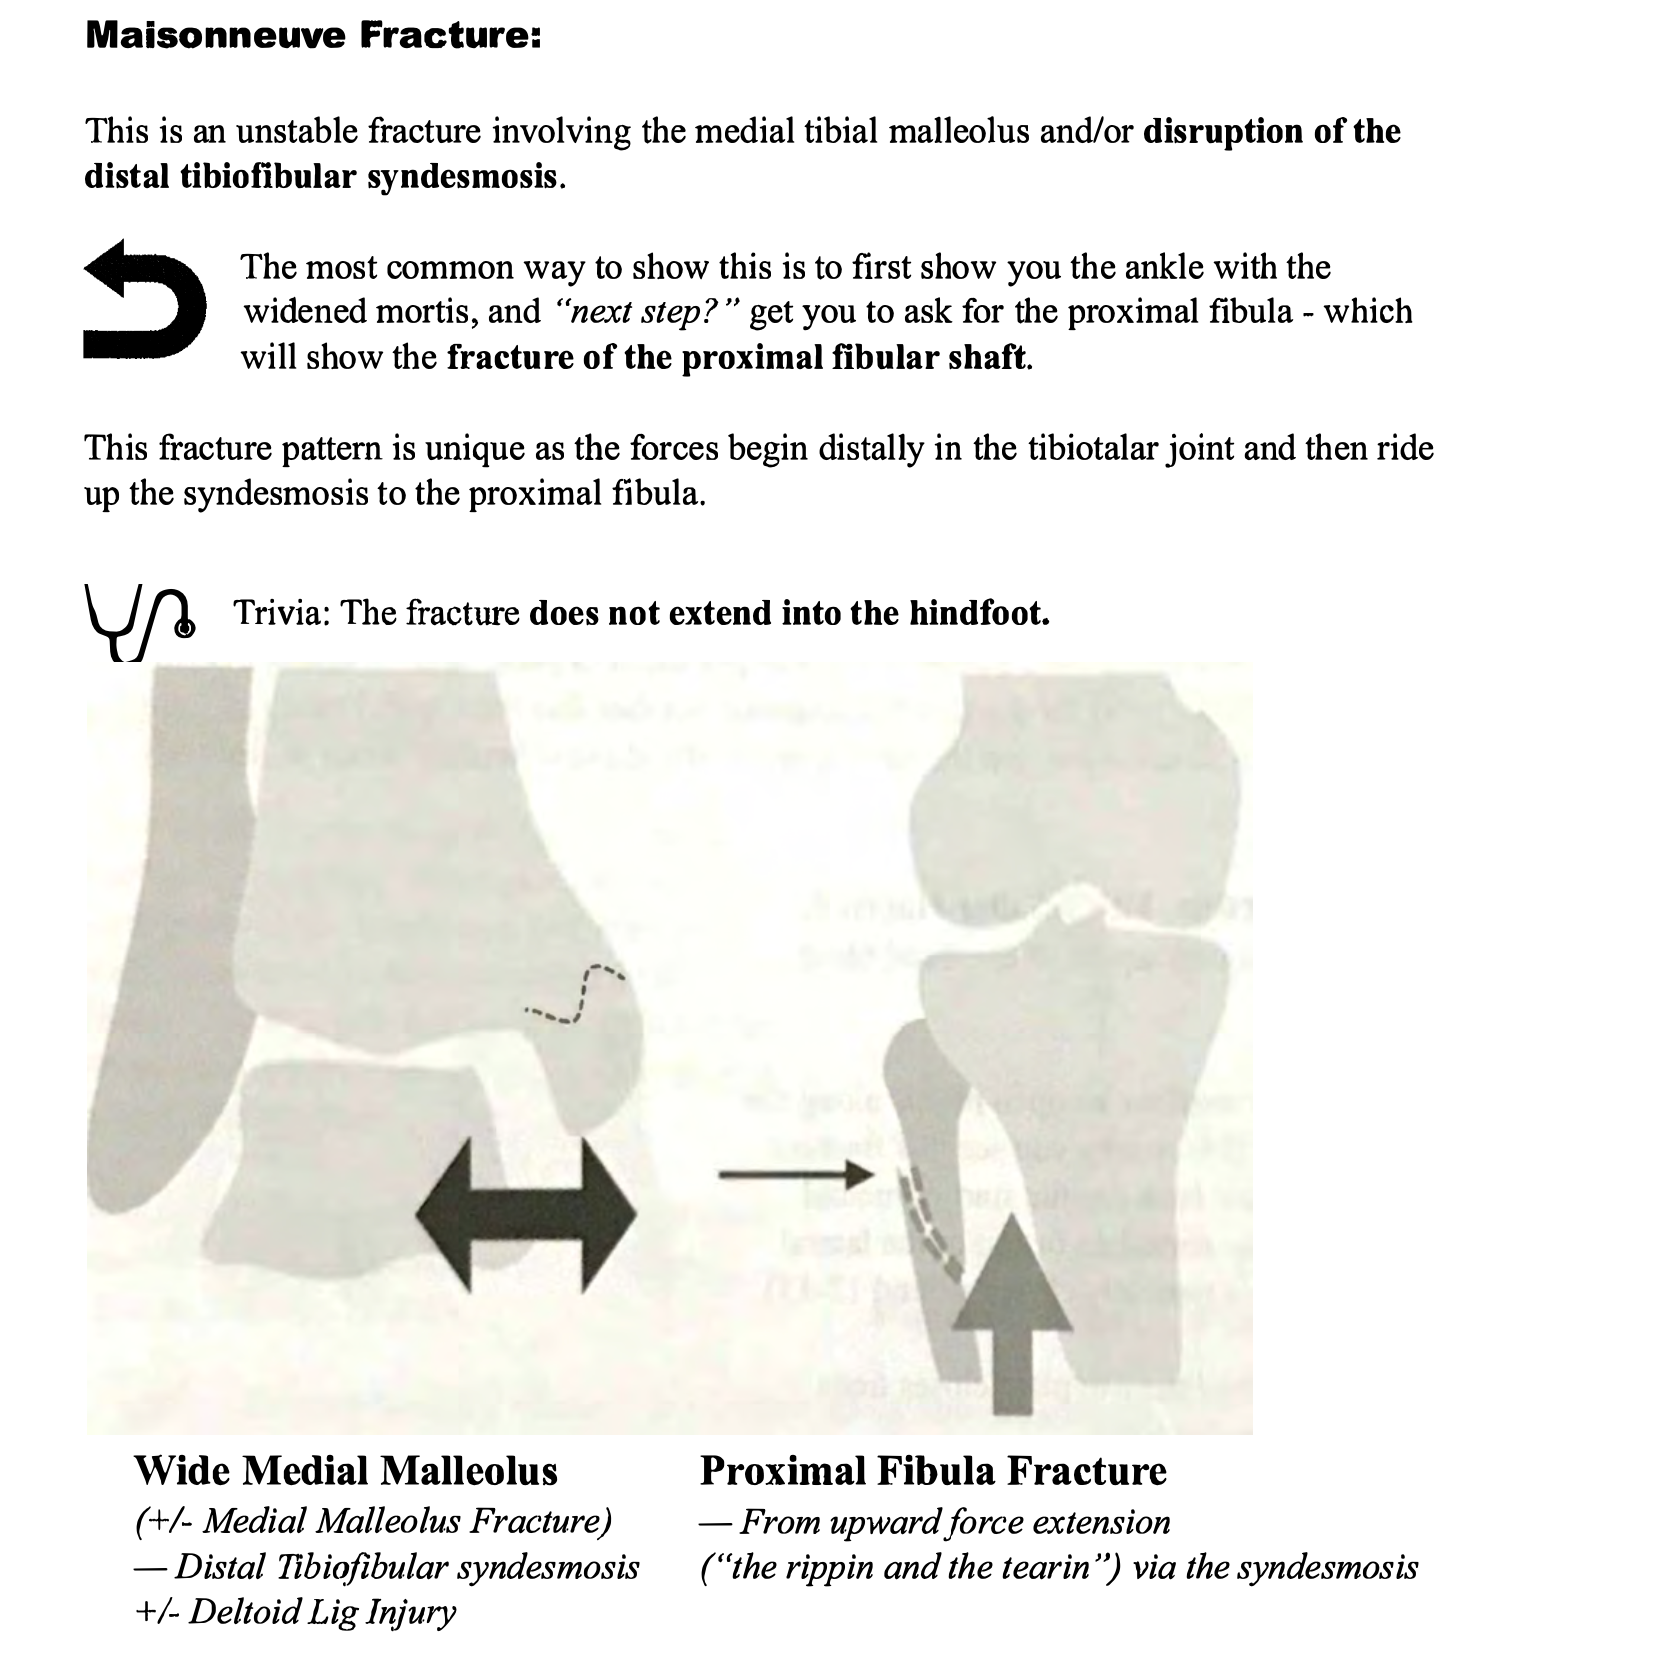 Maisonneuve Fracture:
This is an unstable fracture involving the medial tibial malleolus and/or disruption of the
distal tibiofibular syndesmosis.
The most common way to show this is to first show you the ankle with the
widened mortis, and “next step?” get you to ask for the proximal fibula - which
will show the fracture of the proximal fibular shaft.
This fracture pattern is unique as the forces begin distally in the tibiotalar joint and then ride
up the syndesmosis to the proximal fibula.
Trivia: The fracture does not extend into the hindfoot.
Wide Medial Malleolus
(+/- Medial Malleolus Fracture)
— Distal Tibiofibular syndesmosis
+/- Deltoid Lig Injury
Proximal Fibula Fracture
— From upward force extension
(“the rippin and the tearin”) via the syndesmosis